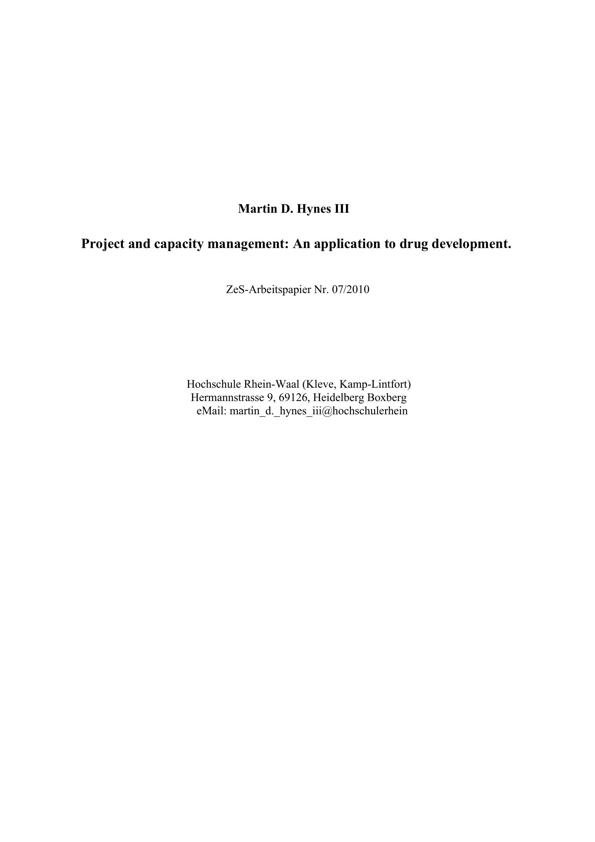 Martin D. Hynes III
Project and capacity management: An application to drug development.
ZeS-Arbeitspapier Nr. 07/2010
Hochschule Rhein-Waal (Kleve, Kamp-Lintfort)
Hermannstrasse 9, 69126, Heidelberg Boxberg
eMail: martin_d._hynes_iii@hochschulerhein